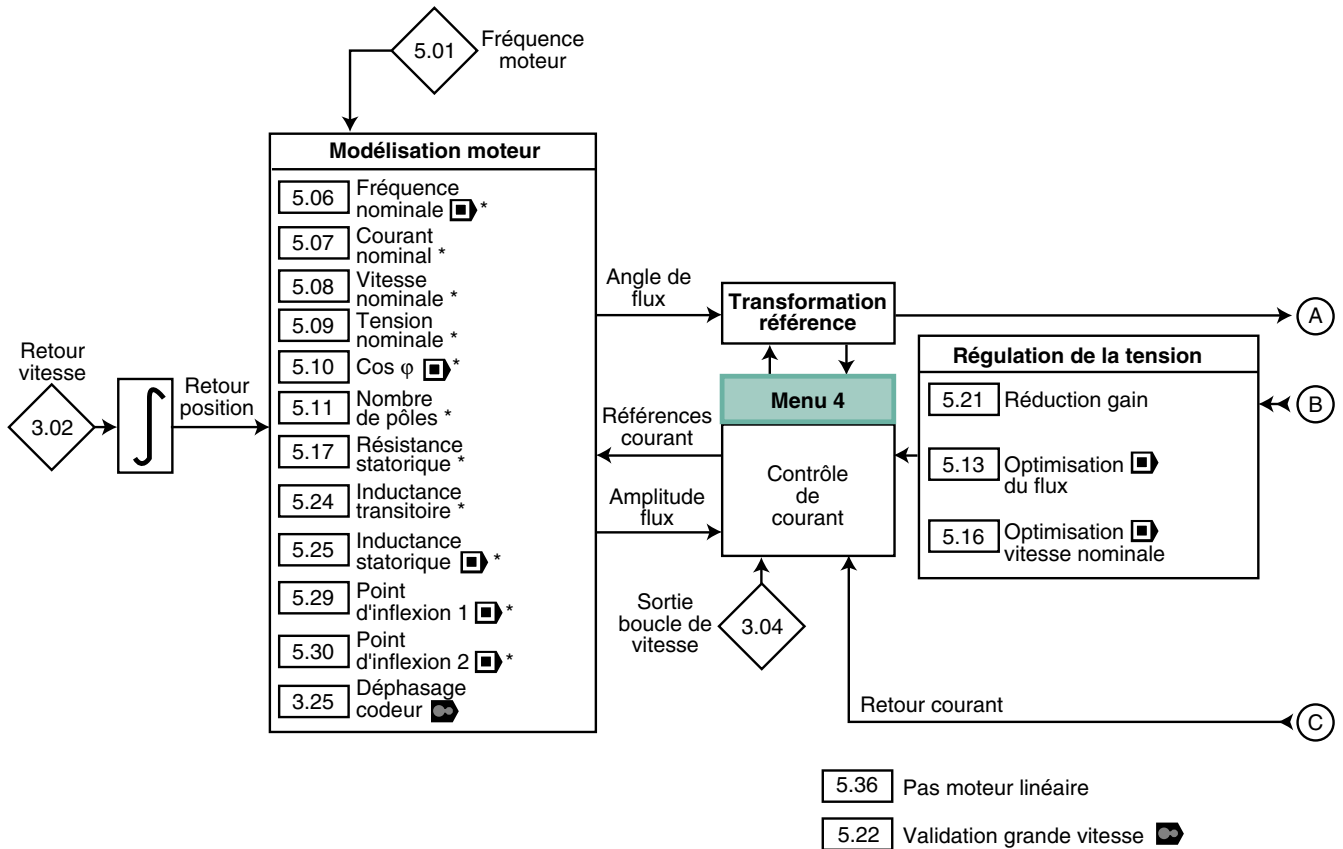 5.01
Fréquence
moteur
Modélisation moteur
5.06 Fréquence
nominale *
5.07 Courant
nominal *
5.08 Vitesse
nominale *
5.09 Tension
nominale *
5.10 Cos φ *
5.11 Nombre
de pôles *
5.17 Résistance
statorique *
5.24 Inductance
transitoire *
5.25 Inductance
statorique *
5.29 Point
d'inflexion 1 *
5.30 Point
d'inflexion 2 *
3.25 Déphasage
codeur
Retour
vitesse
3.02
∫
Retour
position
Angle de
flux
Références
courant
Amplitude
flux
Transformation
référence
Menu 4
Contrôle
de
courant
Sortie
boucle de
vitesse
3.04
Régulation de la tension
5.21 Réduction gain
5.13 Optimisation
du flux
5.16 Optimisation
vitesse nominale
A
B
Retour courant
C
5.36 Pas moteur linéaire
5.22 Validation grande vitesse